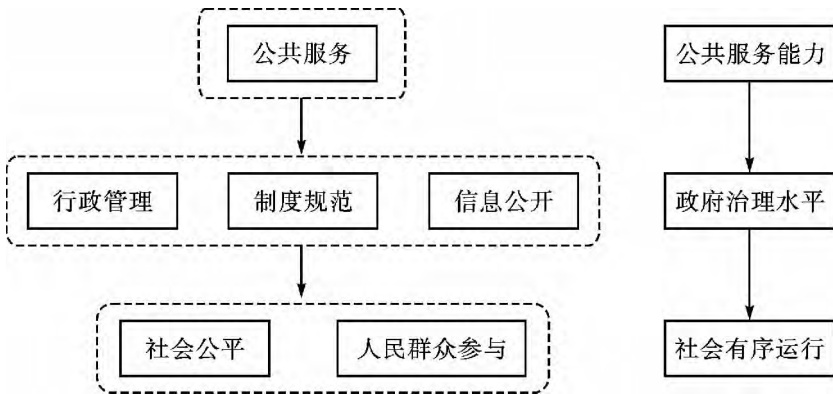 公共服务
公共服务能力
行政管理
制度规范
信息公开
政府治理水平
社会公平
人民群众参与
社会有序运行